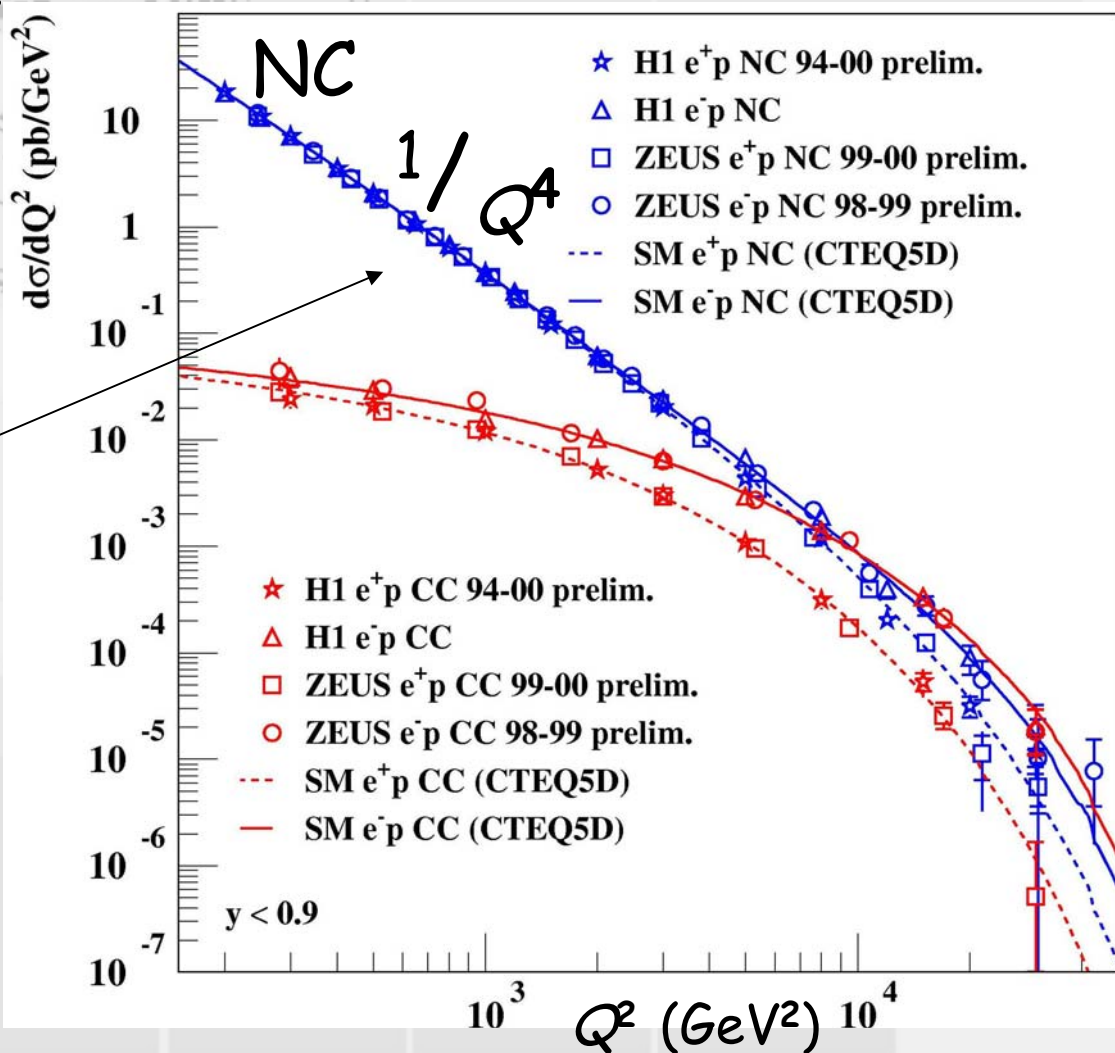 dσ/dQ² (pb/GeV²)
NC
1/Q⁴
H1 e⁺p NC 94-00 prelim.
H1 e⁻p NC
ZEUS e⁺p NC 99-00 prelim.
ZEUS e⁻p NC 98-99 prelim.
SM e⁺p NC (CTEQ5D)
SM e⁻p NC (CTEQ5D)
10
1
10⁻¹
10⁻²
10⁻³
10⁻⁴
10⁻⁵
10⁻⁶
10⁻⁷
H1 e⁺p CC 94-00 prelim.
H1 e⁻p CC
ZEUS e⁺p CC 99-00 prelim.
ZEUS e⁻p CC 98-99 prelim.
SM e⁺p CC (CTEQ5D)
SM e⁻p CC (CTEQ5D)
y < 0.9
10³ 10⁴
Q² (GeV²)